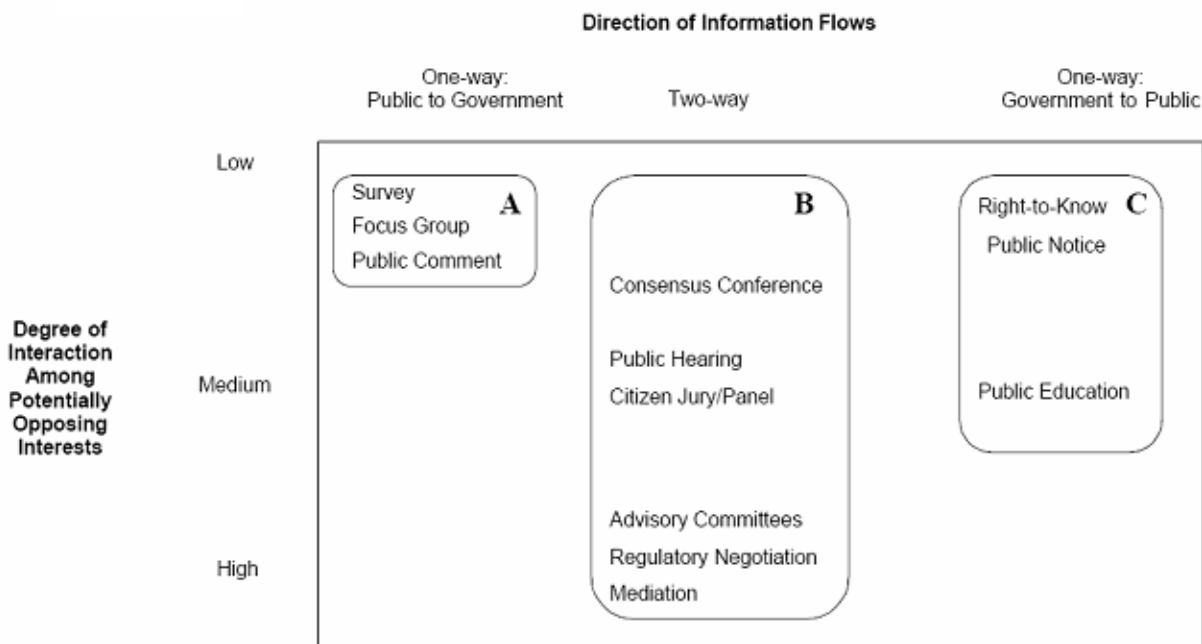 Direction of Information Flows
One-way:
Public to Government
Two-way
One-way:
Government to Public
Low
Survey
A
Focus Group
Public Comment
B
Consensus Conference
Public Hearing
Citizen Jury/Panel
Advisory Committees
Regulatory Negotiation
Mediation
Right-to-Know
C
Public Notice
Public Education
Degree of
Interaction
Among
Potentially
Opposing
Interests
Medium
High